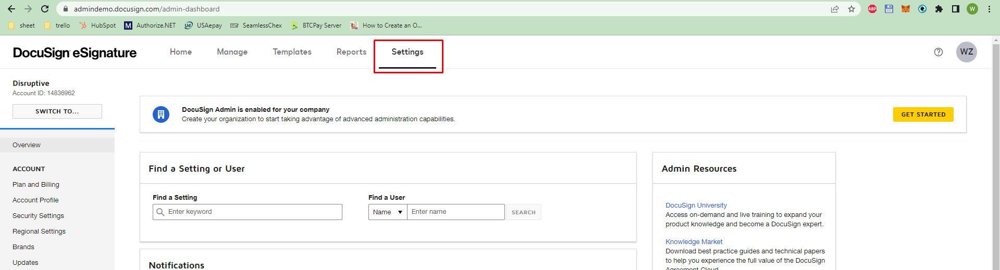 admindemo.docusign.com/admin-dashboard
ABP
W
sheet
trello
HubSpot
M Authorize.NET
ue USAepay
SeamlessChex
BTCPay Server
How to Create an O...
DocuSign eSignature
Home
Manage
Templates
Reports
Settings
WZ
Disruptive
Account ID: 14836962
SWITCH TO...
Overview
ACCOUNT
Plan and Billing
Account Profile
Security Settings
Regional Settings
Brands
Updates
DocuSign Admin is enabled for your company
Create your organization to start taking advantage of advanced administration capabilities.
GET STARTED
Find a Setting or User
Find a Setting
Enter keyword
Find a User
Name
Enter name
SEARCH
Notifications
Admin Resources
DocuSign University
Access on-demand and live training to expand your
product knowledge and become a DocuSign expert.
Knowledge Market
Download best practice guides and technical papers
to help you experience the full value of the DocuSign
Agreement Cloud.